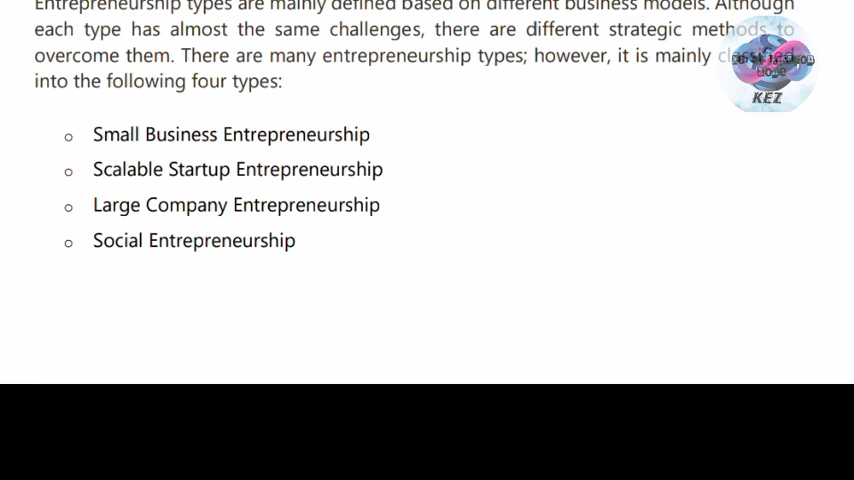 Entrepreneurship types are mainly defined based on different business models. Although
each type has almost the same challenges, there are different strategic methods to
overcome them. There are many entrepreneurship types; however, it is mainly classified
into the following four types:
KEZ
o Small Business Entrepreneurship
o Scalable Startup Entrepreneurship
o Large Company Entrepreneurship
o Social Entrepreneurship